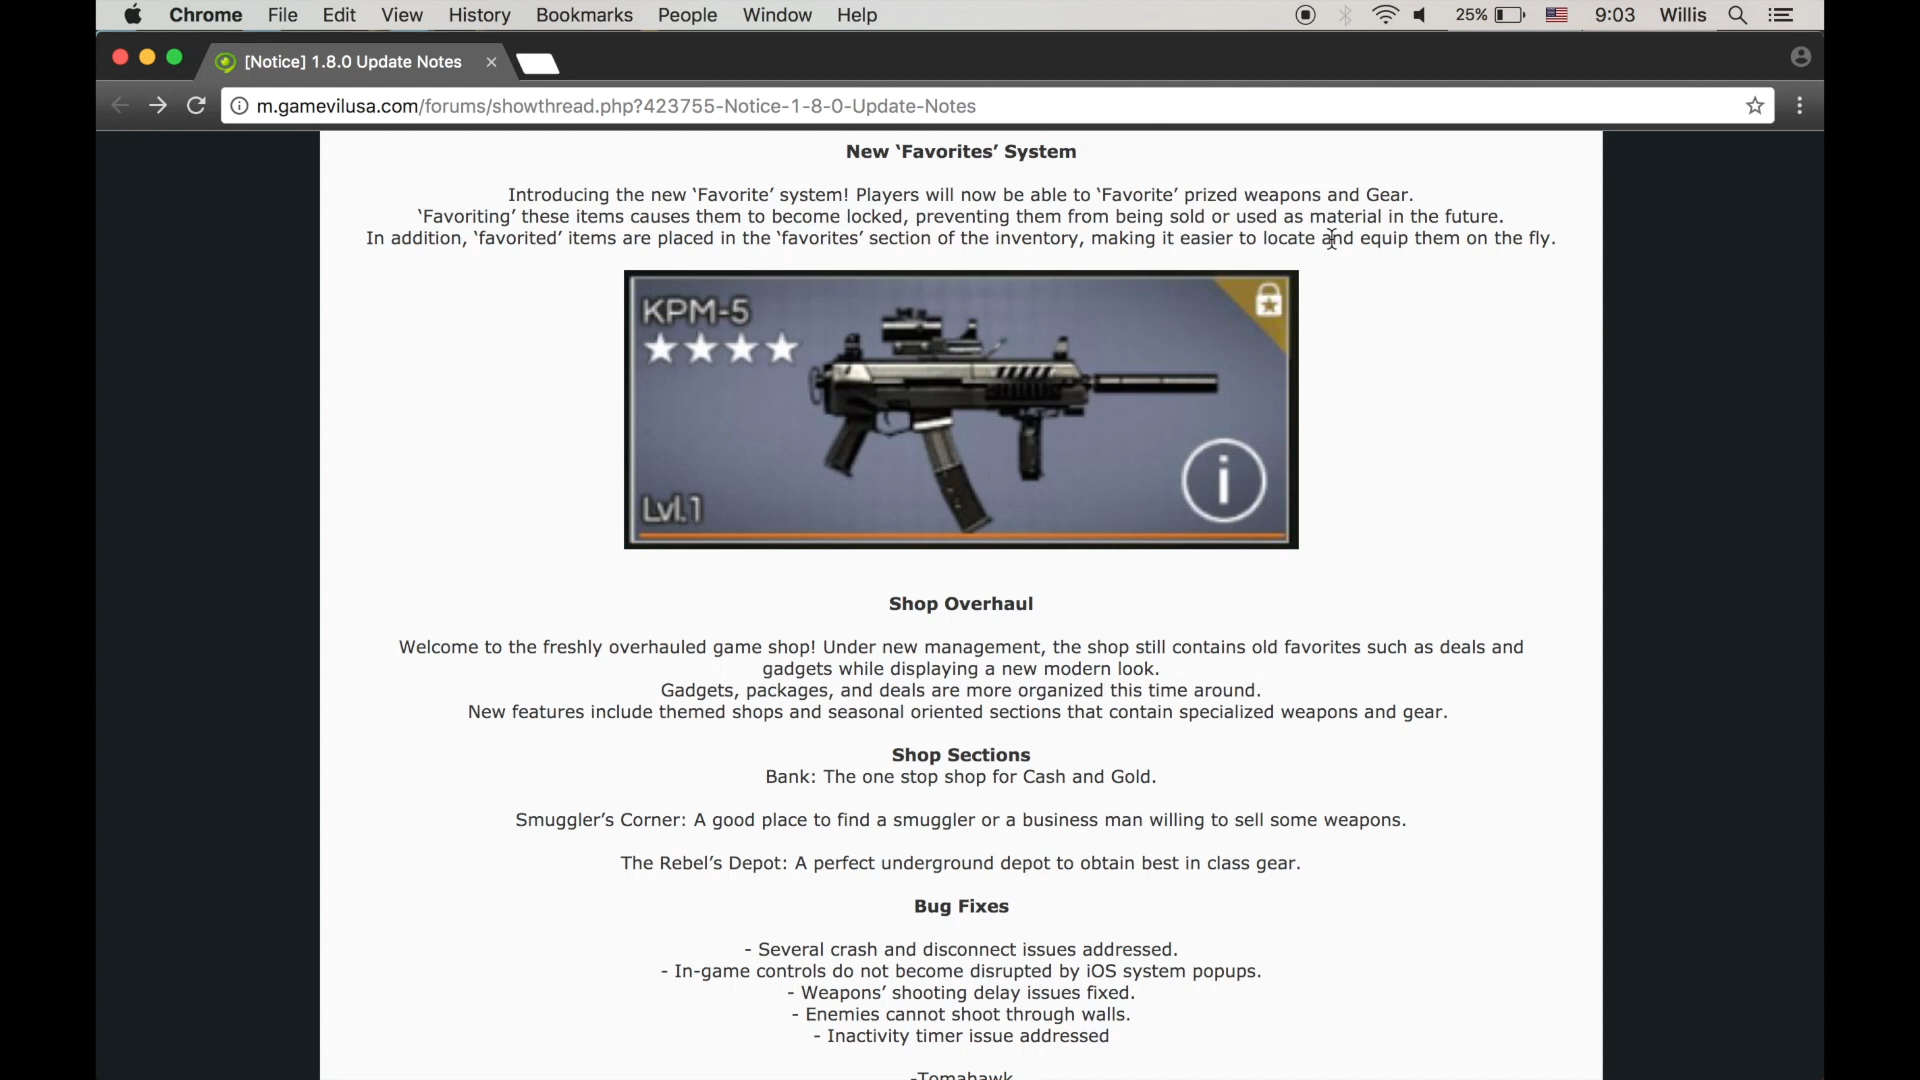 Chrome File Edit View History Bookmarks People Window Help 25% 9:03 Willis
[Notice] 1.8.0 Update Notes
m.gamevilusa.com/forums/showthread.php?423755-Notice-1-8-0-Update-Notes
New ‘Favorites’ System
Introducing the new ‘Favorite’ system! Players will now be able to ‘Favorite’ prized weapons and Gear.
‘Favoriting’ these items causes them to become locked, preventing them from being sold or used as material in the future.
In addition, ‘favorited’ items are placed in the ‘favorites’ section of the inventory, making it easier to locate and equip them on the fly.
KPM-5
Lvl.1
i
Shop Overhaul
Welcome to the freshly overhauled game shop! Under new management, the shop still contains old favorites such as deals and
gadgets while displaying a new modern look.
Gadgets, packages, and deals are more organized this time around.
New features include themed shops and seasonal oriented sections that contain specialized weapons and gear.
Shop Sections
Bank: The one stop shop for Cash and Gold.
Smuggler’s Corner: A good place to find a smuggler or a business man willing to sell some weapons.
The Rebel’s Depot: A perfect underground depot to obtain best in class gear.
Bug Fixes
- Several crash and disconnect issues addressed.
- In-game controls do not become disrupted by iOS system popups.
- Weapons’ shooting delay issues fixed.
- Enemies cannot shoot through walls.
- Inactivity timer issue addressed
-Tomahawk